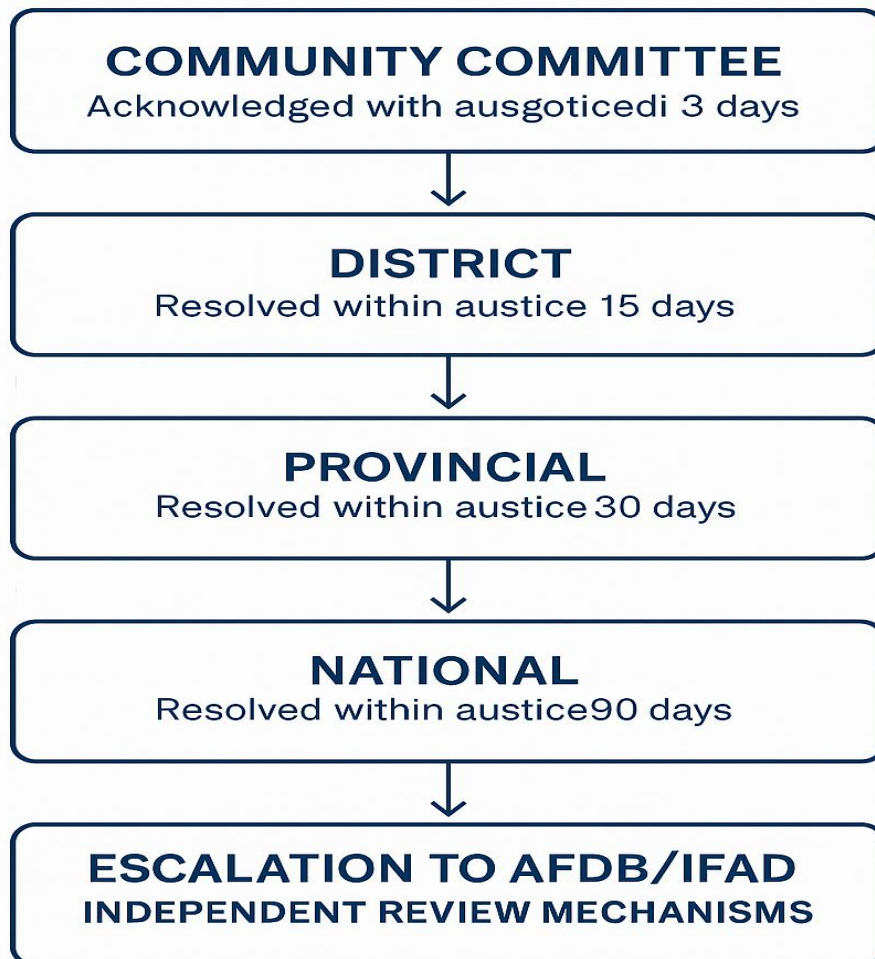 COMMUNITY COMMITTEE
Acknowledged with ausgoticedi 3 days
DISTRICT
Resolved within austice 15 days
PROVINCIAL
Resolved within austice 30 days
NATIONAL
Resolved within austice90 days
ESCALATION TO AFDB/IFAD
INDEPENDENT REVIEW MECHANISMS